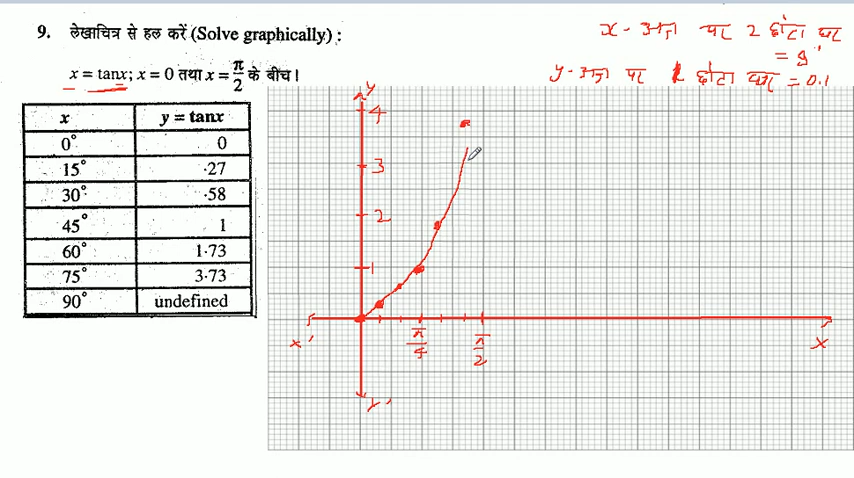 9. लेखाचित्र से हल करें (Solve graphically) :
x = tanx; x = 0 तथा x = π/2 के बीच।
x y = tanx
0° 0
15° ·27
30° ·58
45° 1
60° 1·73
75° 3·73
90° undefined
x - अक्ष पर 2 छोटा घर
= 9°
y - अक्ष पर 1 छोटा घर = 0.1
y
4
3
2
1
π/4 π/2
x' x
y'